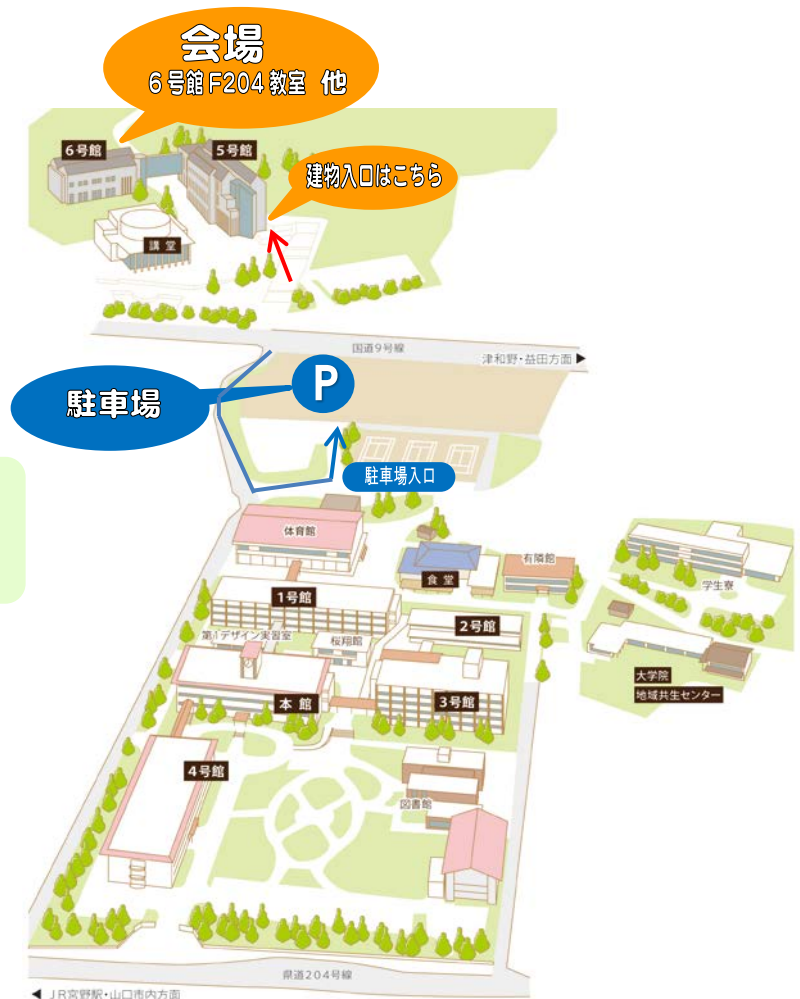 会場
６号館F204教室 他
6号館
5号館
建物入口はこちら
講堂
国道9号線
津和野・益田方面 ▶
P
駐車場
駐車場入口
体育館
食堂
有隣館
学生寮
1号館
第1デザイン実習室
桜翔館
2号館
大学院
地域共生センター
本館
3号館
4号館
図書館
県道204号線
◀ JR宮野駅・山口市内方面